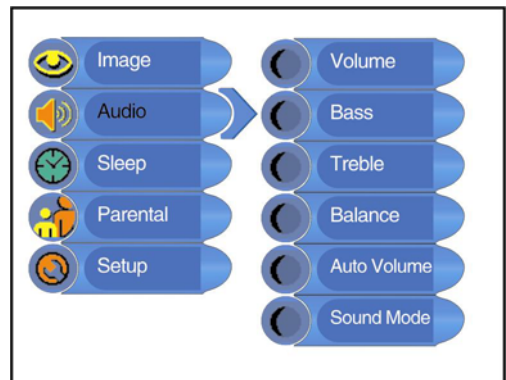 Image
Audio
Sleep
Parental
Setup
Volume
Bass
Treble
Balance
Auto Volume
Sound Mode